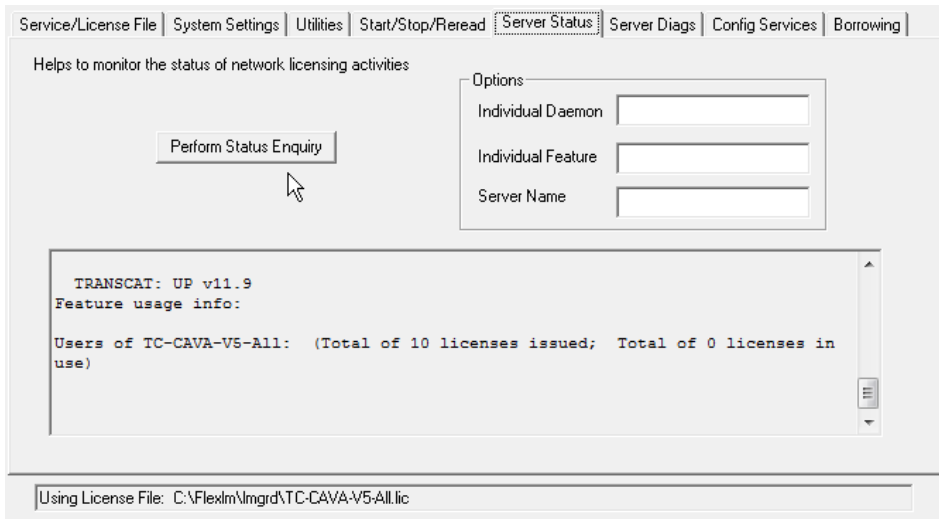 Service/License File System Settings Utilities Start/Stop/Reread Server Status Server Diags Config Services Borrowing
Helps to monitor the status of network licensing activities
Options
Individual Daemon
Perform Status Enquiry
Individual Feature
Server Name
TRANSCAT: UP v11.9
Feature usage info:
Users of TC-CAVA-V5-All:  (Total of 10 licenses issued;  Total of 0 licenses in
use)
Using License File:  C:\Flexlm\lmgrd\TC-CAVA-V5-All.lic